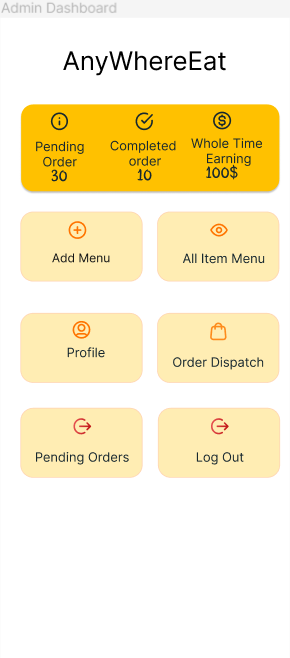 Admin Dashboard
AnyWhereEat
Pending
Order
30
Completed
order
10
Whole Time
Earning
100$
Add Menu
All Item Menu
Profile
Order Dispatch
Pending Orders
Log Out